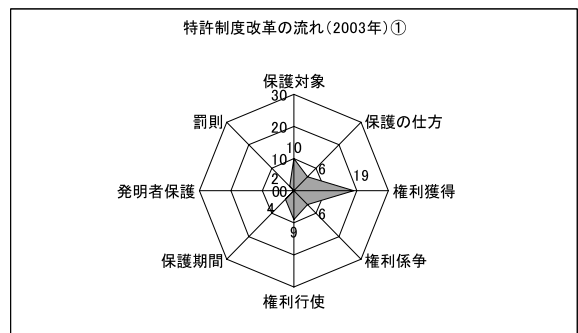 特許制度改革の流れ(2003年)①
保護対象
30
罰則
保護の仕方
20
10
10
6
19
2
発明者保護
00
権利獲得
4
6
9
保護期間
権利係争
権利行使